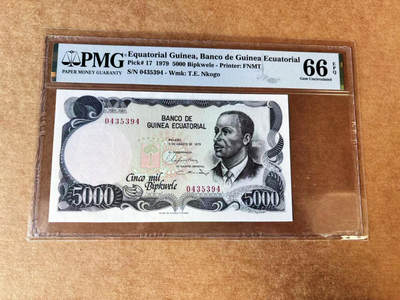 PMG
PAPER MONEY GUARANTY
Equatorial Guinea, Banco de Guinea Ecuatorial
Pick# 17 1979 5000 Bipkwele - Printer: FNMT
S/N 0435394 - Wmk: T.E. Nkogo
66 EPQ
Gem Uncirculated
0435394
BANCO DE
GUINEA ECUATORIAL
Cinco mil
Bipkwele
0435394
5000
5000